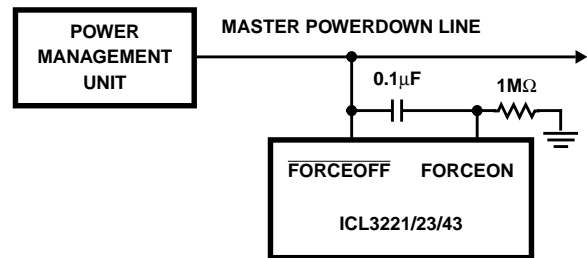 POWER
MANAGEMENT
UNIT
MASTER POWERDOWN LINE
0.1μF
1MΩ
FORCEOFF FORCEON
ICL3221/23/43